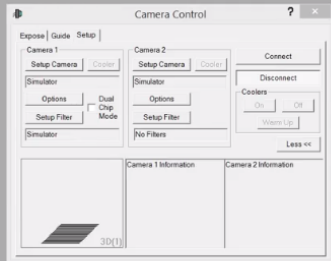 Camera Control
?
×
Expose
Guide
Setup
Camera 1
Setup Camera
Cooler
Simulator
Options
Dual
Chip
Mode
Setup Filter
Simulator
Camera 2
Setup Camera
Cooler
Simulator
Options
Setup Filter
No Filters
Connect
Disconnect
Coolers
On
Off
Warm Up
Less <<
3D(1)
Camera 1 Information
Camera 2 Information